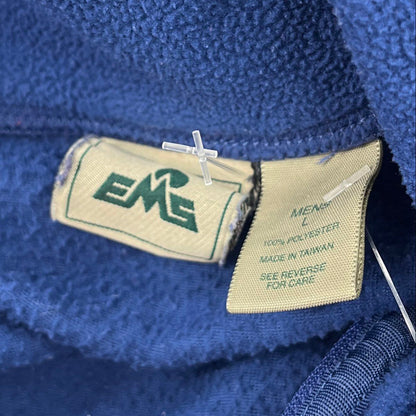 EMS
MENS
L
100% POLYESTER
MADE IN TAIWAN
SEE REVERSE
FOR CARE